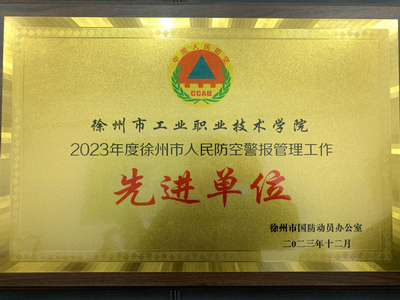 中国人民防空
CCAD
徐州市工业职业技术学院
2023年度徐州市人民防空警报管理工作
先进单位
徐州市国防动员办公室
二〇二三年十二月